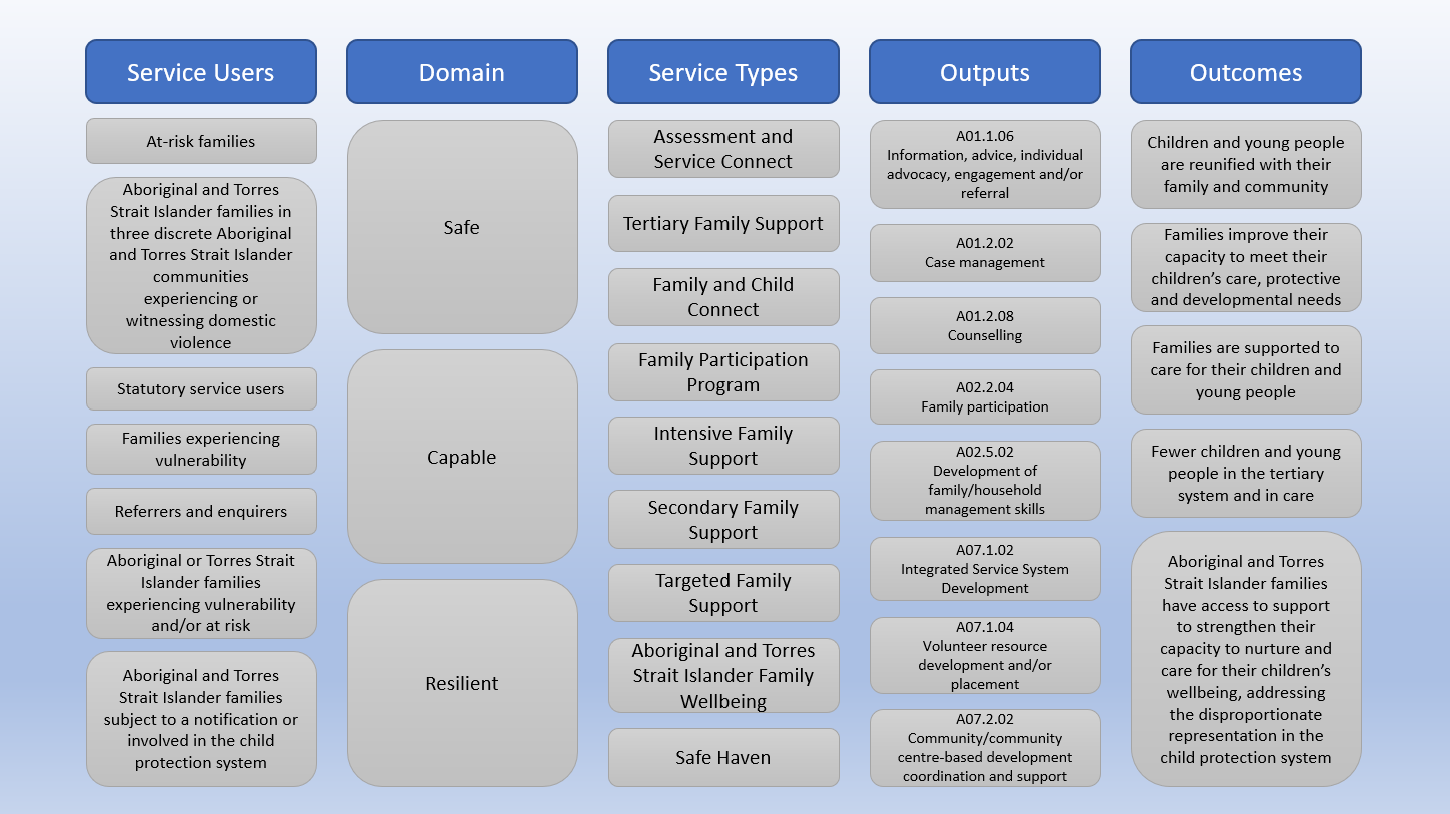 Service Users
Domain
Service Types
Outputs
Outcomes
At-risk families
Aboriginal and Torres
Strait Islander families in
three discrete Aboriginal
and Torres Strait Islander
communities
experiencing or
witnessing domestic
violence
Statutory service users
Families experiencing
vulnerability
Referrers and enquirers
Aboriginal or Torres Strait
Islander families
experiencing vulnerability
and/or at risk
Aboriginal and Torres
Strait Islander families
subject to a notification or
involved in the child
protection system
Safe
Capable
Resilient
Assessment and
Service Connect
Tertiary Family Support
Family and Child
Connect
Family Participation
Program
Intensive Family
Support
Secondary Family
Support
Targeted Family
Support
Aboriginal and Torres
Strait Islander Family
Wellbeing
Safe Haven
A01.1.06
Information, advice, individual
advocacy, engagement and/or
referral
A01.2.02
Case management
A01.2.08
Counselling
A02.2.04
Family participation
A02.5.02
Development of
family/household
management skills
A07.1.02
Integrated Service System
Development
A07.1.04
Volunteer resource
development and/or
placement
A07.2.02
Community/community
centre-based development
coordination and support
Children and young people
are reunified with their
family and community
Families improve their
capacity to meet their
children’s care, protective
and developmental needs
Families are supported to
care for their children and
young people
Fewer children and young
people in the tertiary
system and in care
Aboriginal and Torres
Strait Islander families
have access to support
to strengthen their
capacity to nurture and
care for their children’s
wellbeing, addressing
the disproportionate
representation in the
child protection system